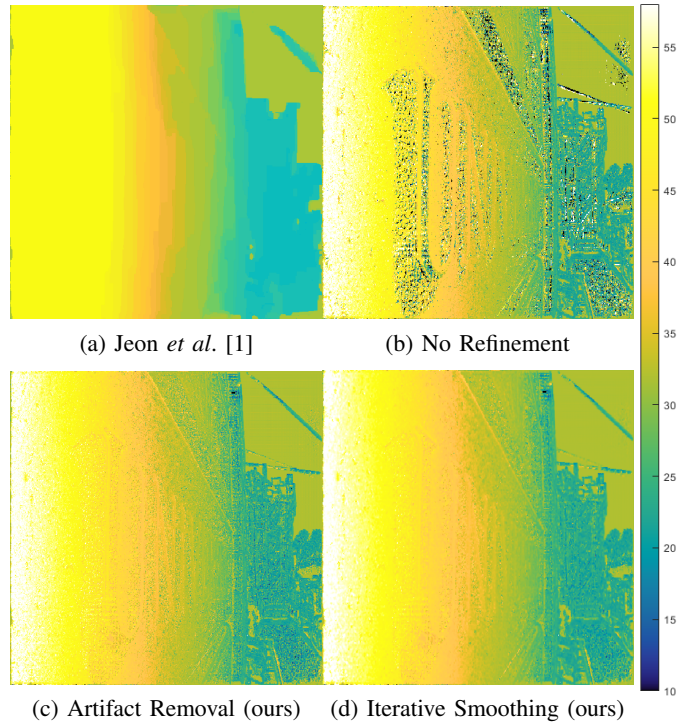 55
50
45
40
35
30
25
20
15
10
(a) Jeon et al. [1]
(b) No Refinement
(c) Artifact Removal (ours)
(d) Iterative Smoothing (ours)